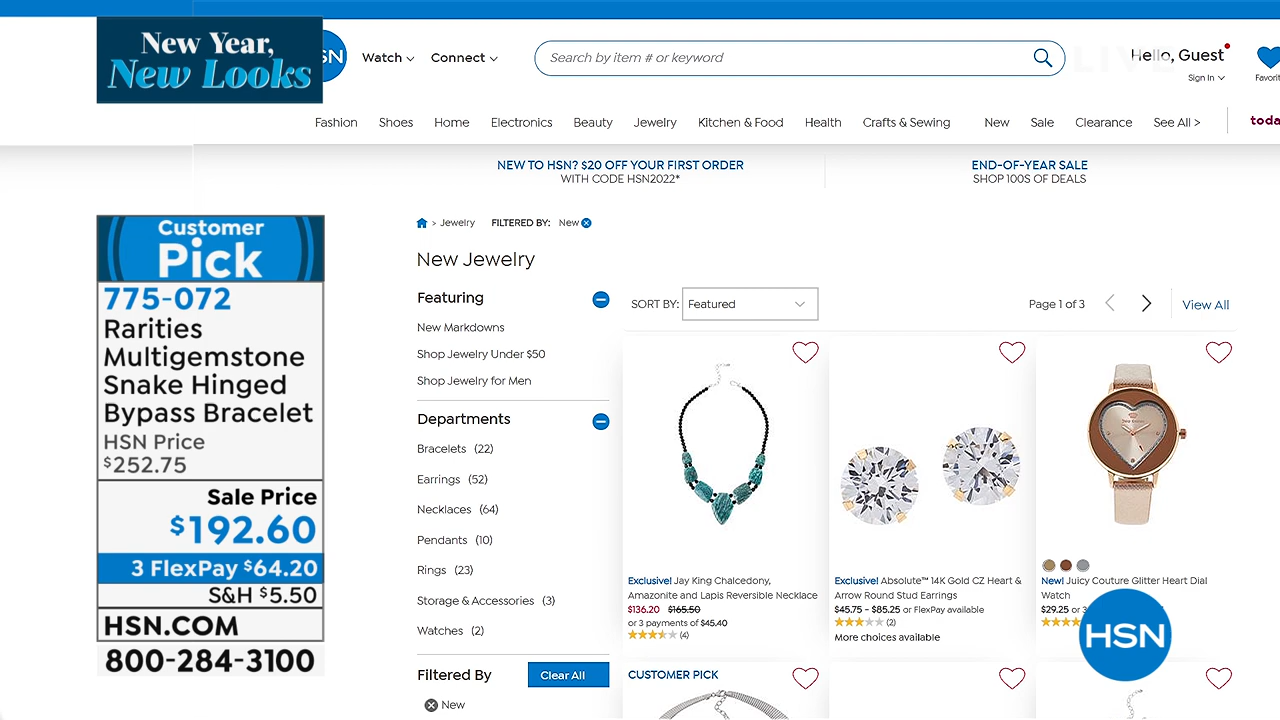 New Year,
New Looks
SN
Watch
Connect
Search by item # or keyword
LIVE
Hello, Guest
Sign In
Favorit
Fashion
Shoes
Home
Electronics
Beauty
Jewelry
Kitchen & Food
Health
Crafts & Sewing
New
Sale
Clearance
See All >
toda
NEW TO HSN? $20 OFF YOUR FIRST ORDER
WITH CODE HSN2022*
END-OF-YEAR SALE
SHOP 100S OF DEALS
Customer
Pick
775-072
Rarities
Multigemstone
Snake Hinged
Bypass Bracelet
HSN Price
$252.75
Sale Price
$192.60
3 FlexPay $64.20
S&H $5.50
HSN.COM
800-284-3100
> Jewelry FILTERED BY: New
New Jewelry
Featuring
New Markdowns
Shop Jewelry Under $50
Shop Jewelry for Men
Departments
Bracelets (22)
Earrings (52)
Necklaces (64)
Pendants (10)
Rings (23)
Storage & Accessories (3)
Watches (2)
Filtered By
Clear All
New
SORT BY: Featured
Page 1 of 3
View All
Exclusive! Jay King Chalcedony,
Amazonite and Lapis Reversible Necklace
$136.20 $165.50
or 3 payments of $45.40
(4)
Exclusive! Absolute™ 14K Gold CZ Heart &
Arrow Round Stud Earrings
$45.75 - $85.25 or FlexPay available
(2)
More choices available
New! Juicy Couture Glitter Heart Dial
Watch
$29.25 or 3
HSN
CUSTOMER PICK